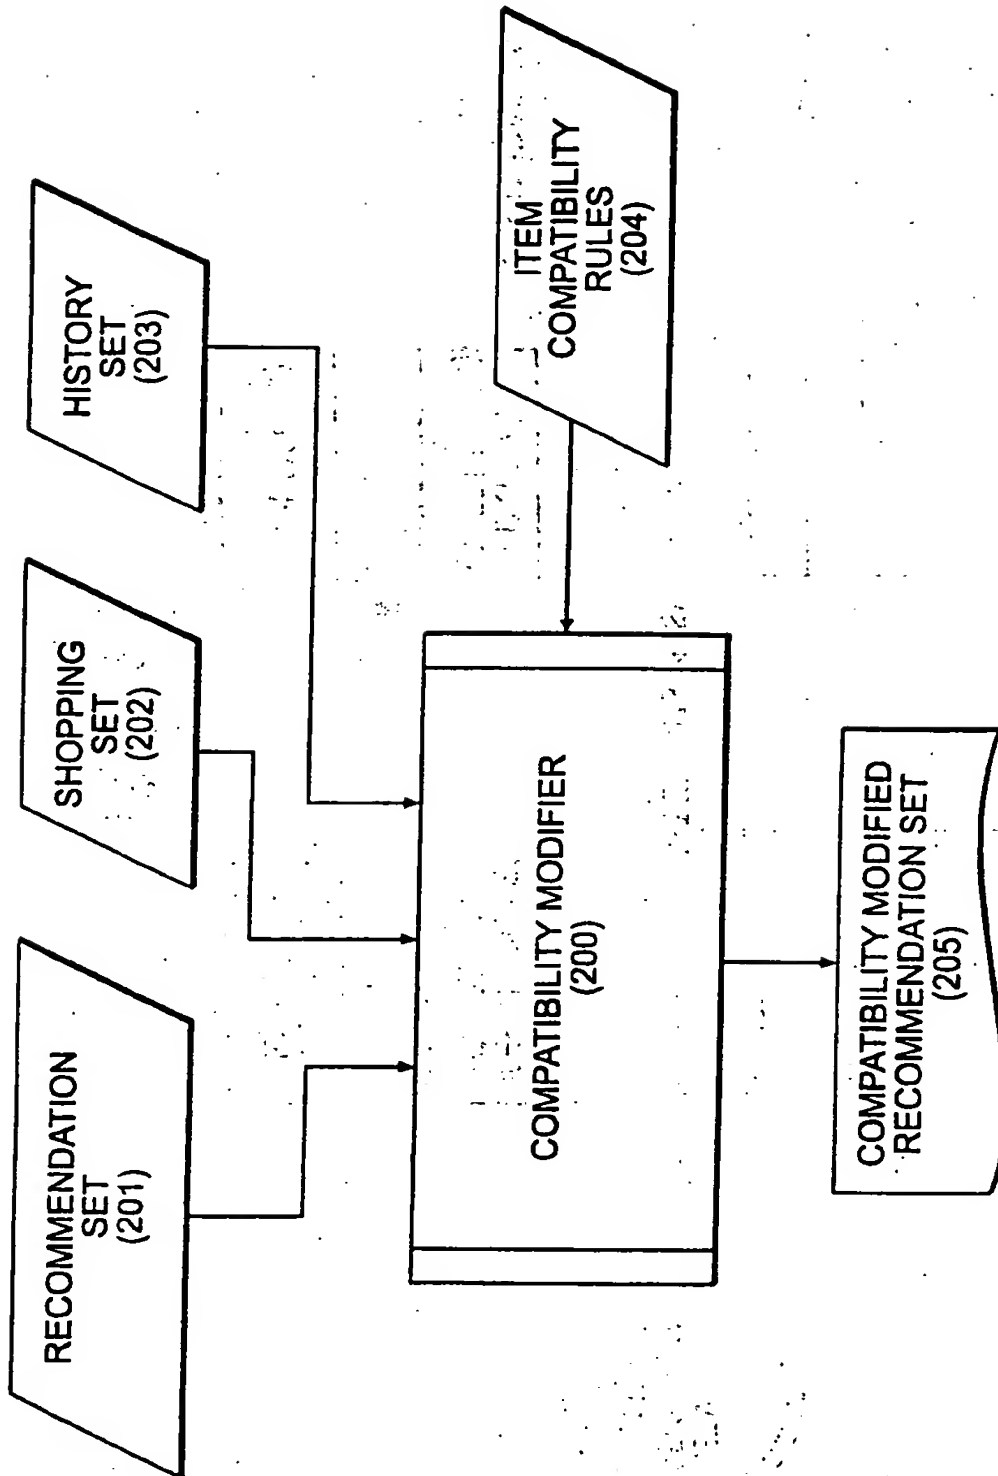 RECOMMENDATION
SET
(201)
SHOPPING
SET
(202)
HISTORY
SET
(203)
ITEM
COMPATIBILITY
RULES
(204)
COMPATIBILITY MODIFIER
(200)
COMPATIBILITY MODIFIED
RECOMMENDATION SET
(205)